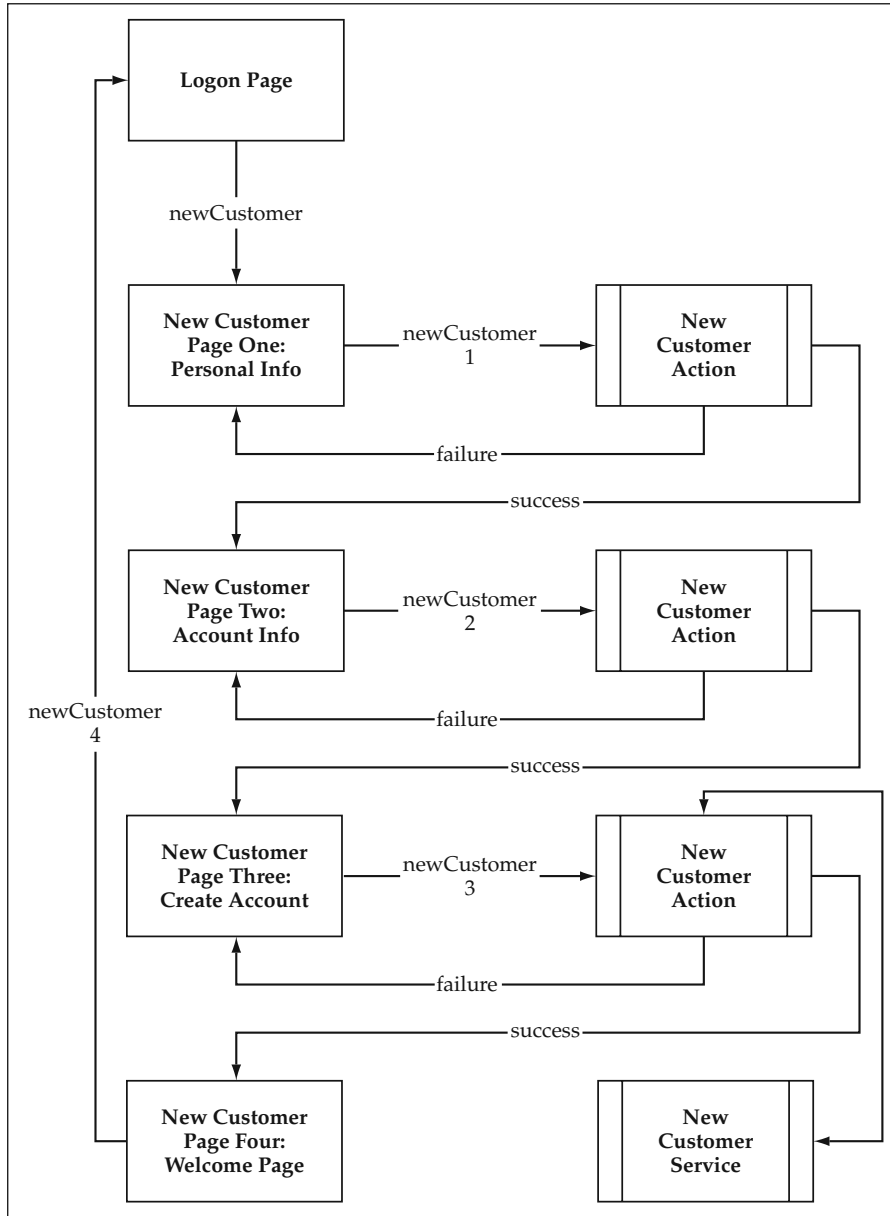 Logon Page
newCustomer
New Customer
Page One:
Personal Info
newCustomer
1
New
Customer
Action
failure
success
New Customer
Page Two:
Account Info
newCustomer
2
New
Customer
Action
failure
newCustomer
4
success
New Customer
Page Three:
Create Account
newCustomer
3
New
Customer
Action
failure
success
New Customer
Page Four:
Welcome Page
New
Customer
Service